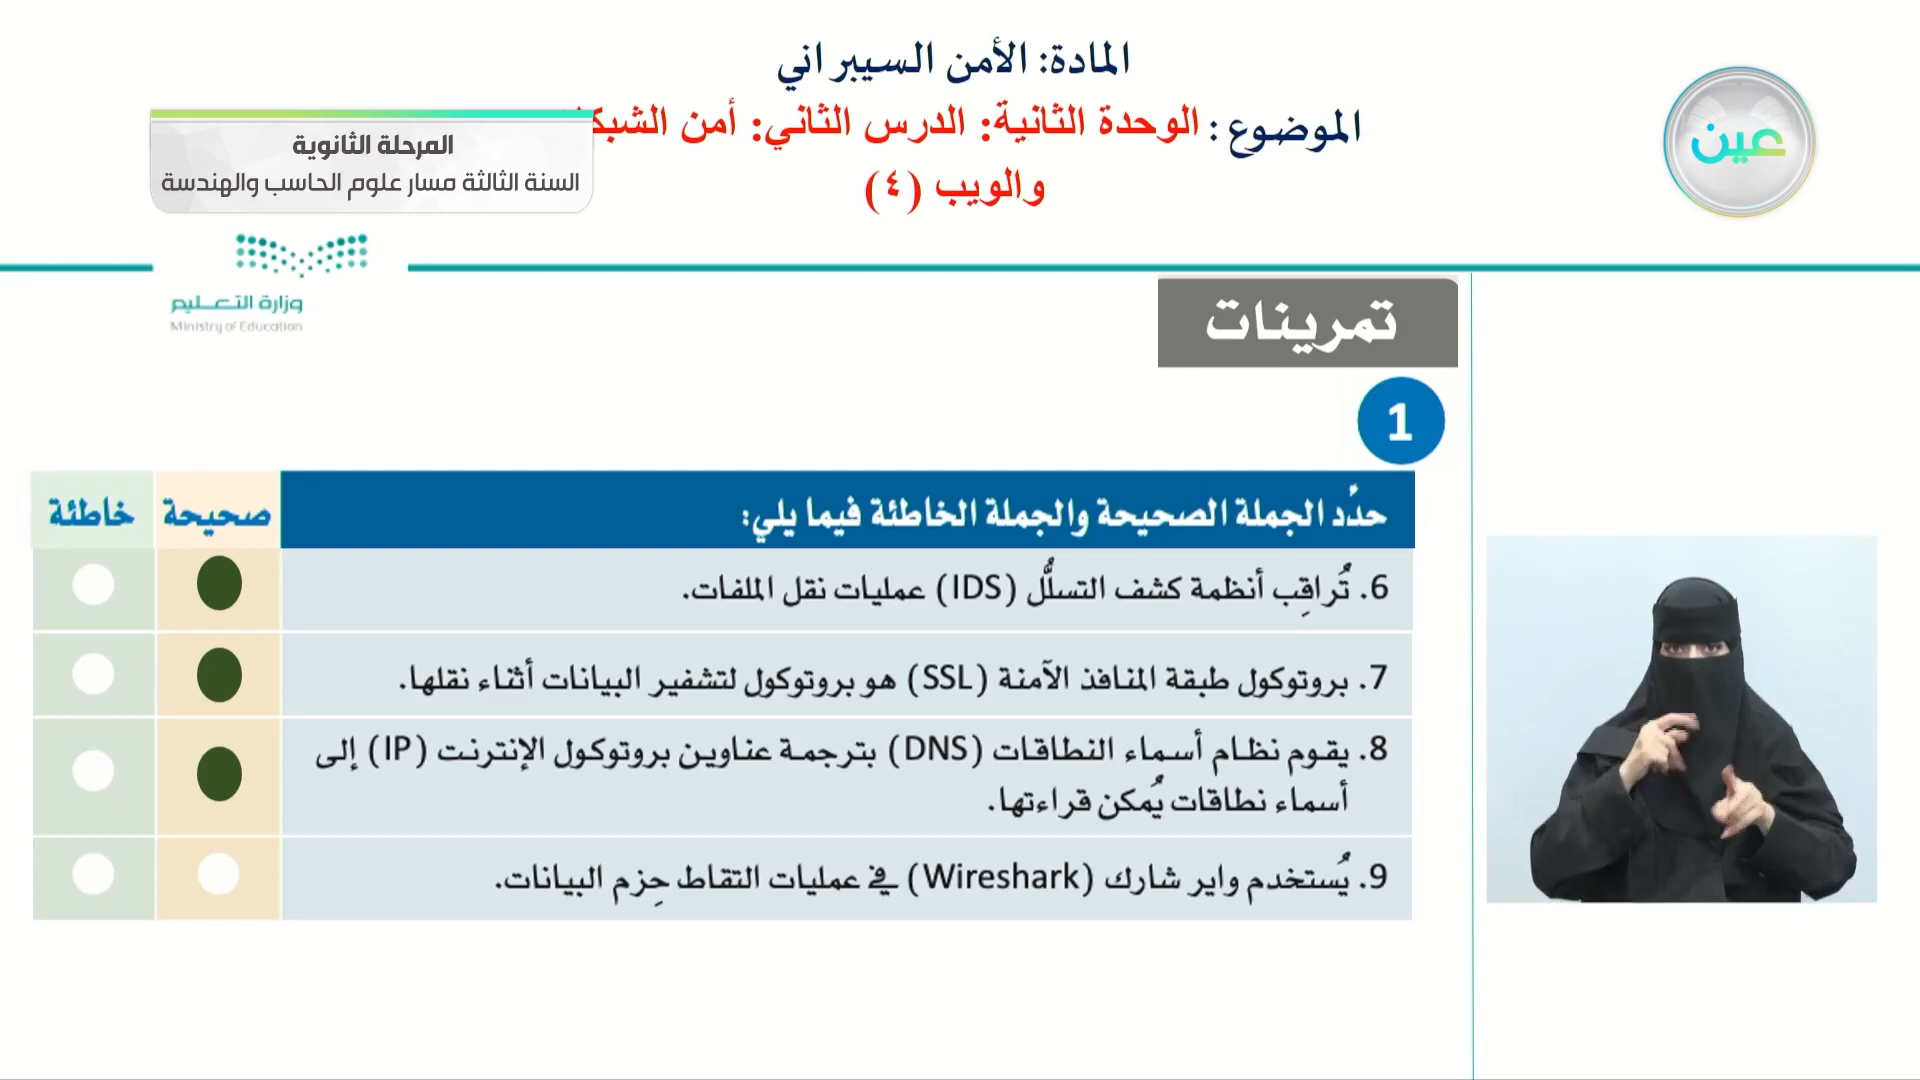 المادة: الأمن السيبراني
الموضوع : الوحدة الثانية: الدرس الثاني: أمن
والويب (٤)
المرحلة الثانوية
السنة الثالثة مسار علوم الحاسب والهندسة
عين
وزارة التعليم
Ministry of Education
تمرينات
1
حدِّد الجملة الصحيحة والجملة الخاطئة فيما يلي: صحيحة خاطئة
6. تُراقِب أنظمة كشف التسلُّل (IDS) عمليات نقل الملفات.
7. بروتوكول طبقة المنافذ الآمنة (SSL) هو بروتوكول لتشفير البيانات أثناء نقلها.
8. يقوم نظام أسماء النطاقات (DNS) بترجمة عناوين بروتوكول الإنترنت (IP) إلى
أسماء نطاقات يُمكن قراءتها.
9. يُستخدم واير شارك (Wireshark) في عمليات التقاط حِزم البيانات.